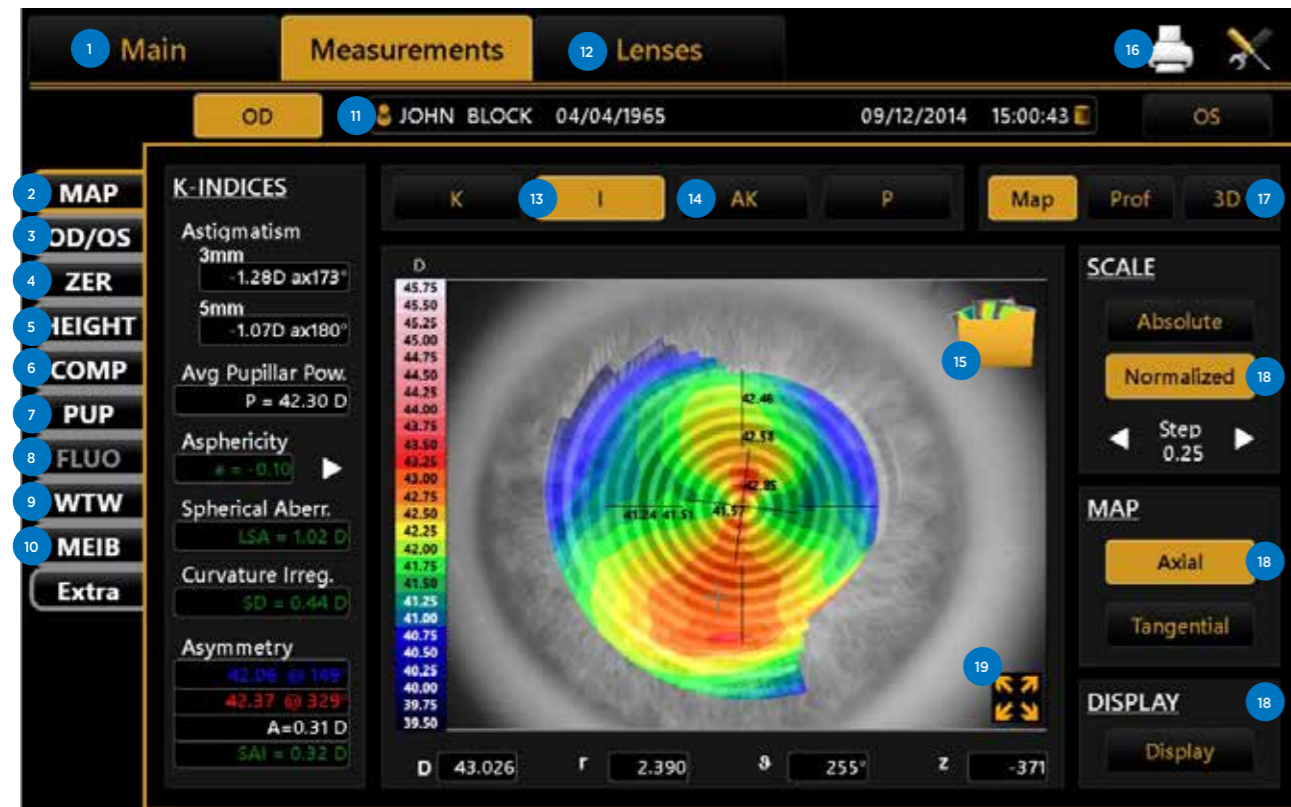 1 Main Measurements 12 Lenses 16
OD 11 JOHN BLOCK 04/04/1965 09/12/2014 15:00:43 OS
2 MAP
3 OD/OS
4 ZER
5 HEIGHT
6 COMP
7 PUP
8 FLUO
9 WTW
10 MEIB
Extra
K-INDICES
Astigmatism
3mm
-1.28D ax173°
5mm
-1.07D ax180°
Avg Pupillar Pow.
P = 42.30 D
Asphericity
e = -0.10
Spherical Aberr.
LSA = 1.02 D
Curvature Irreg.
SD = 0.44 D
Asymmetry
42.06 @ 149°
42.37 @ 329°
A=0.31 D
SAI = 0.32 D
K 13 I 14 AK P
Map Prof 3D 17
D
45.75
45.50
45.25
45.00
44.75
44.50
44.25
44.00
43.75
43.50
43.25
43.00
42.75
42.50
42.25
42.00
41.75
41.50
41.25
41.00
40.75
40.50
40.25
40.00
39.75
39.50
15
42.46
42.53
42.85
41.24 41.51 41.57
19
D 43.026 r 2.390 ϑ 255° z -371
SCALE
Absolute
Normalized 18
Step
0.25
MAP
Axial 18
Tangential
DISPLAY 18
Display